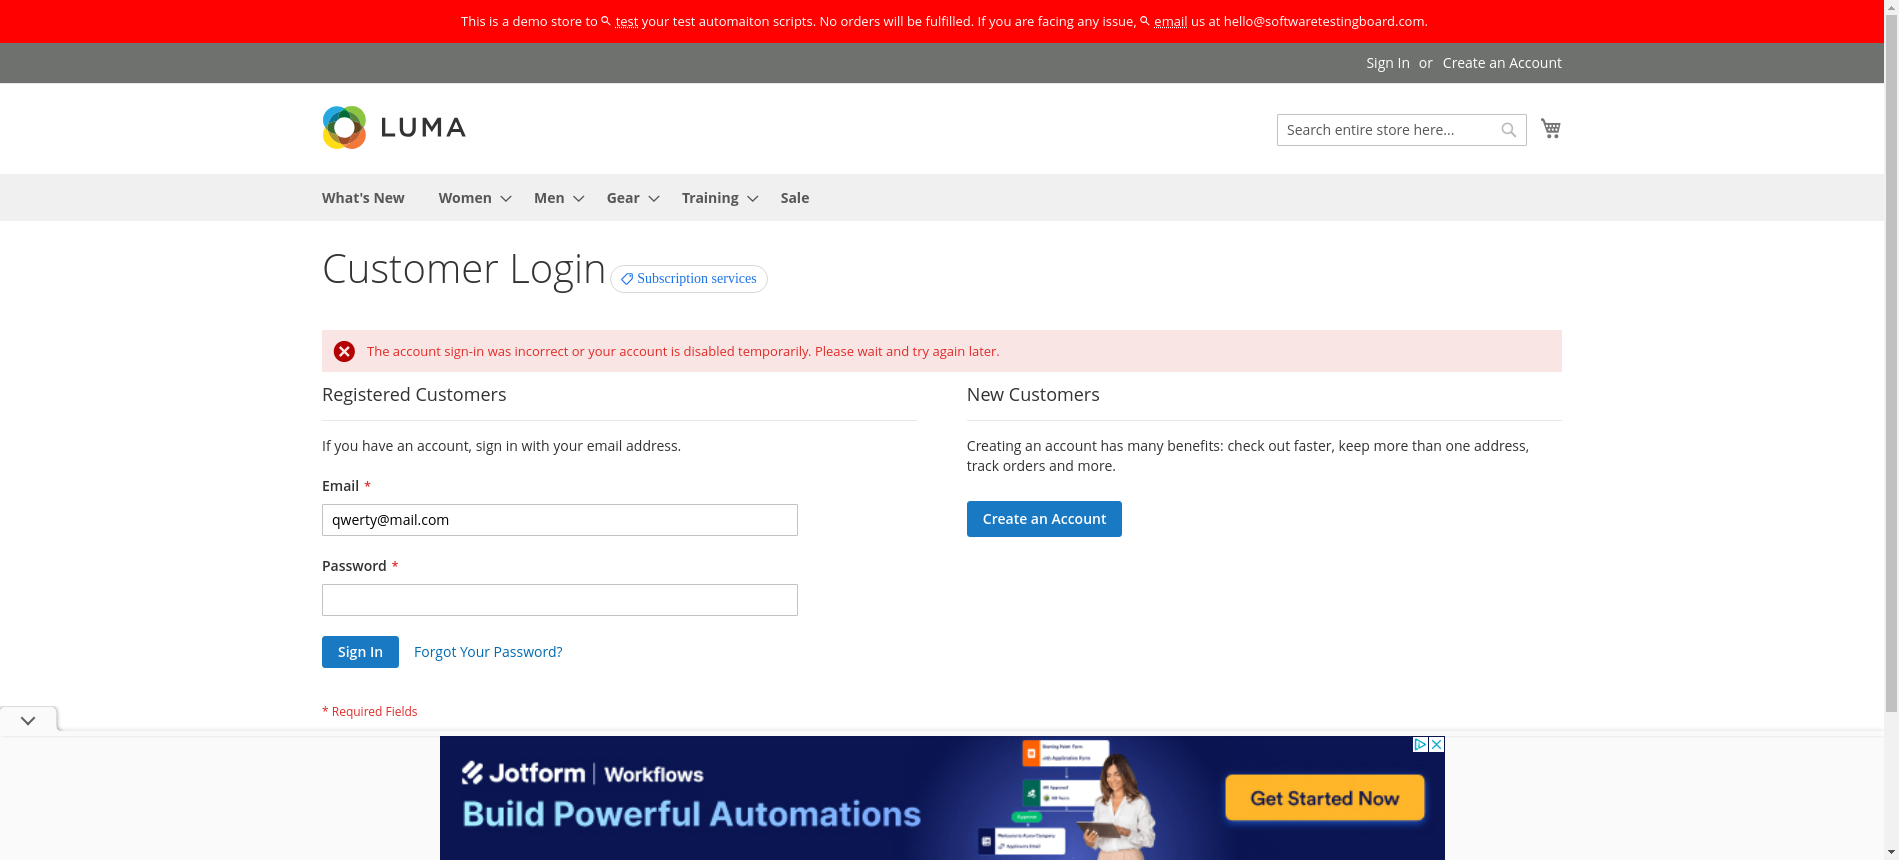 This is a demo store to test your test automaiton scripts. No orders will be fulfilled. If you are facing any issue, email us at hello@softwaretestingboard.com.
Sign In or Create an Account
LUMA
Search entire store here...
What's New Women Men Gear Training Sale
Customer Login Subscription services
The account sign-in was incorrect or your account is disabled temporarily. Please wait and try again later.
Registered Customers
If you have an account, sign in with your email address.
Email *
qwerty@mail.com
Password *
Sign In Forgot Your Password?
* Required Fields
New Customers
Creating an account has many benefits: check out faster, keep more than one address,
track orders and more.
Create an Account
Jotform | Workflows
Build Powerful Automations
Get Started Now